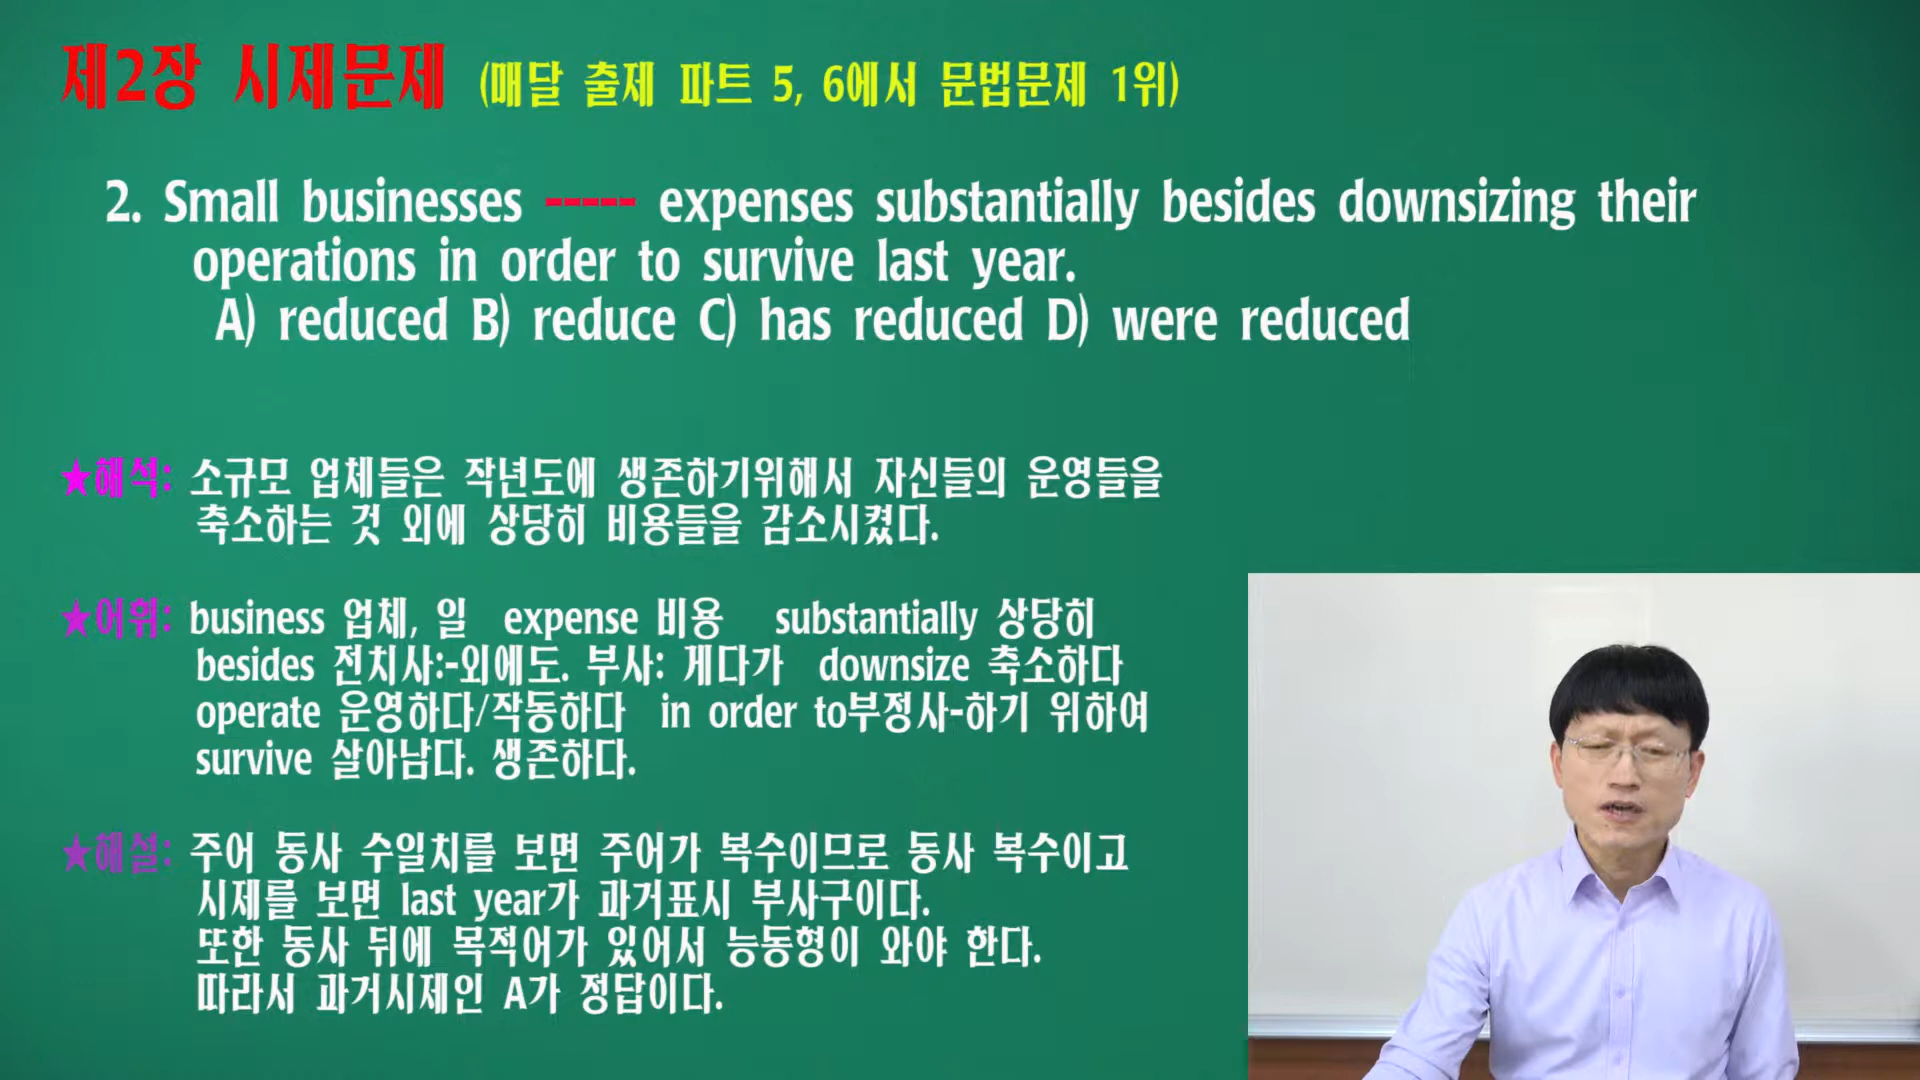 제2장 시제문제 (매달 출제 파트 5, 6에서 문법문제 1위)
2. Small businesses ----- expenses substantially besides downsizing their
operations in order to survive last year.
A) reduced B) reduce C) has reduced D) were reduced
★해석: 소규모 업체들은 작년도에 생존하기위해서 자신들의 운영들을
축소하는 것 외에 상당히 비용들을 감소시켰다.
★어휘: business 업체, 일 expense 비용 substantially 상당히
besides 전치사:-외에도. 부사: 게다가 downsize 축소하다
operate 운영하다/작동하다 in order to부정사-하기 위하여
survive 살아남다. 생존하다.
★해설: 주어 동사 수일치를 보면 주어가 복수이므로 동사 복수이고
시제를 보면 last year가 과거표시 부사구이다.
또한 동사 뒤에 목적어가 있어서 능동형이 와야 한다.
따라서 과거시제인 A가 정답이다.